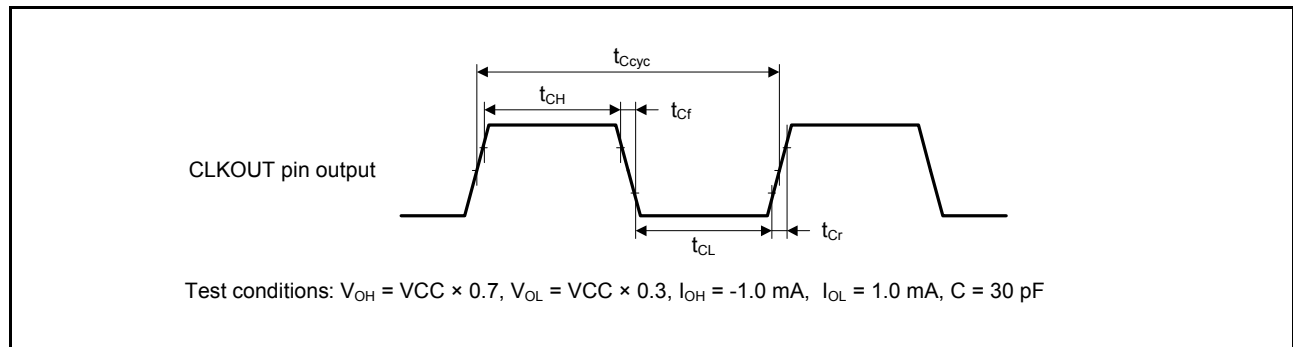 tCcyc
tCH
tCf
CLKOUT pin output
tCL
tCr
Test conditions: VOH = VCC × 0.7, VOL = VCC × 0.3, IOH = -1.0 mA, IOL = 1.0 mA, C = 30 pF